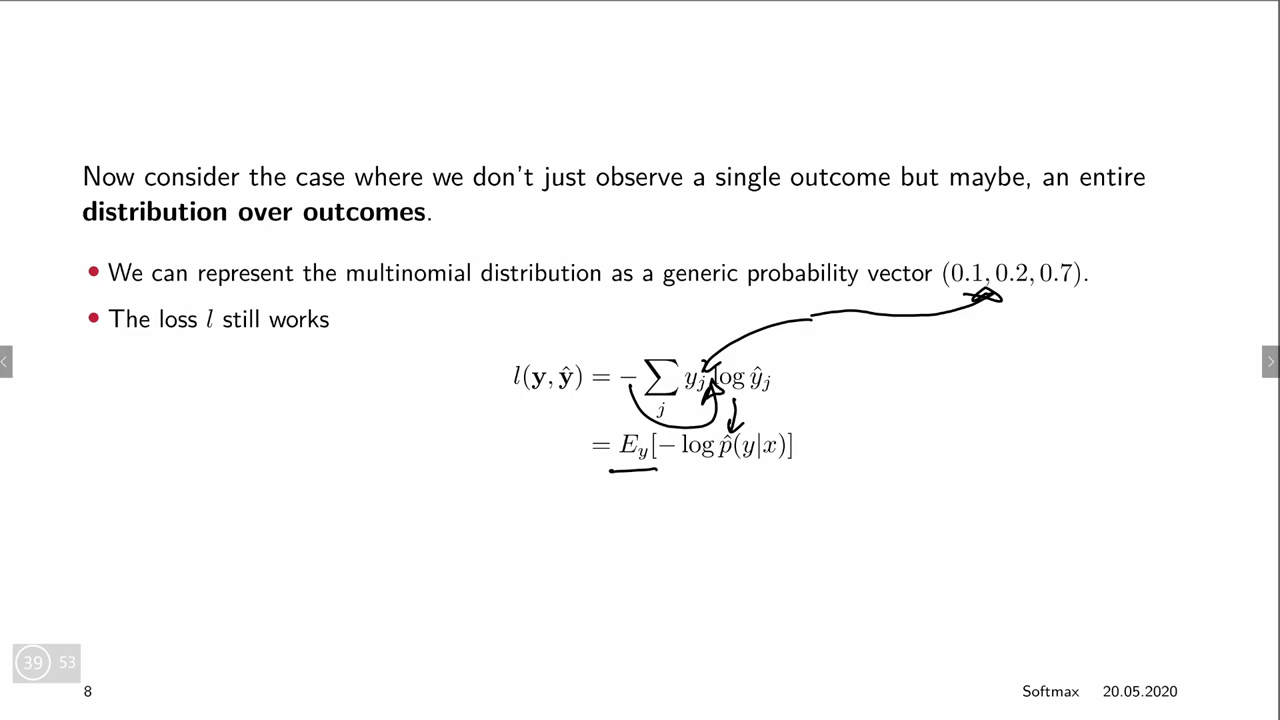 Now consider the case where we don't just observe a single outcome but maybe, an entire
distribution over outcomes.
• We can represent the multinomial distribution as a generic probability vector (0.1, 0.2, 0.7).
• The loss l still works
l(y, ŷ) = − ∑_j y_j log ŷ_j
= E_y[− log p̂(y|x)]
39 53
8
Softmax 20.05.2020